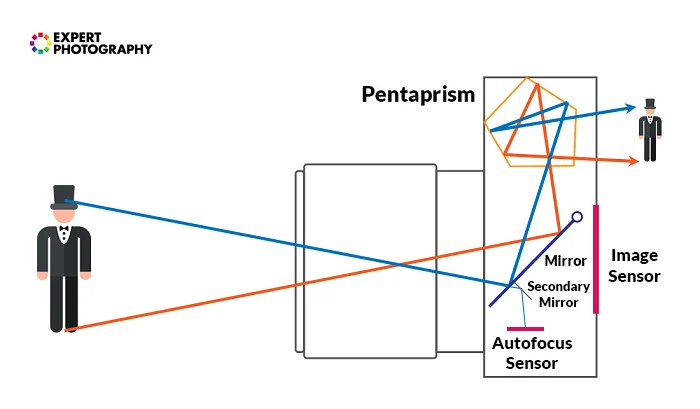 EXPERT
PHOTOGRAPHY
Pentaprism
Mirror
Image
Sensor
Secondary
Mirror
Autofocus
Sensor